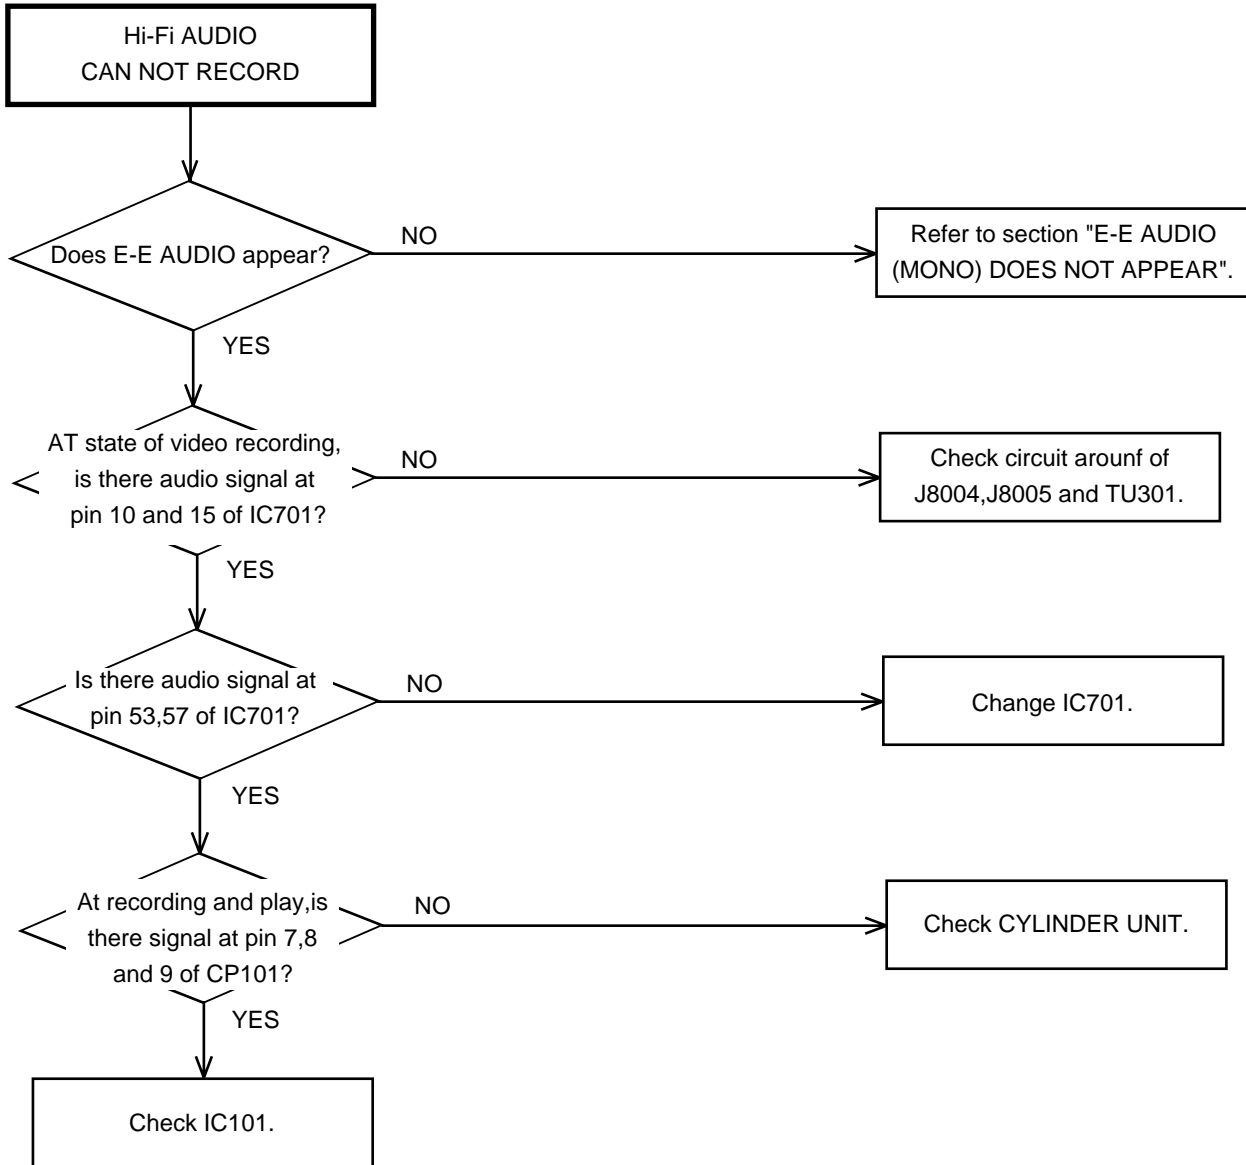 Hi-Fi AUDIO
CAN NOT RECORD
Does E-E AUDIO appear?
NO
Refer to section "E-E AUDIO
(MONO) DOES NOT APPEAR".
YES
AT state of video recording,
is there audio signal at
pin 10 and 15 of IC701?
NO
Check circuit arounf of
J8004,J8005 and TU301.
YES
Is there audio signal at
pin 53,57 of IC701?
NO
Change IC701.
YES
At recording and play,is
there signal at pin 7,8
and 9 of CP101?
NO
Check CYLINDER UNIT.
YES
Check IC101.